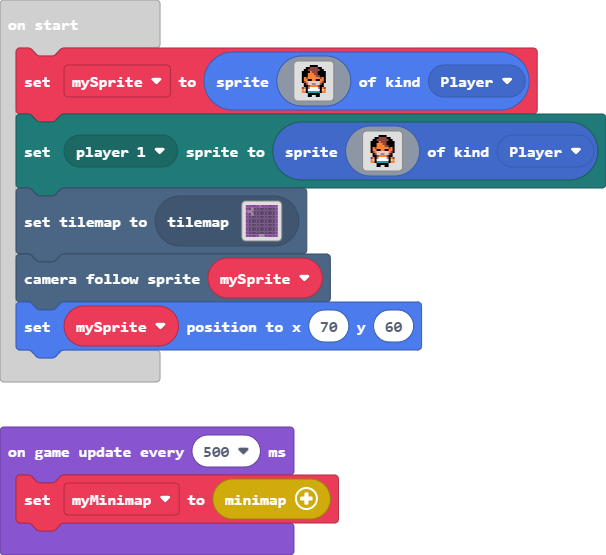 on start
set mySprite to sprite of kind Player
set player 1 sprite to sprite of kind Player
set tilemap to tilemap
camera follow sprite mySprite
set mySprite position to x 70 y 60
on game update every 500 ms
set myMinimap to minimap